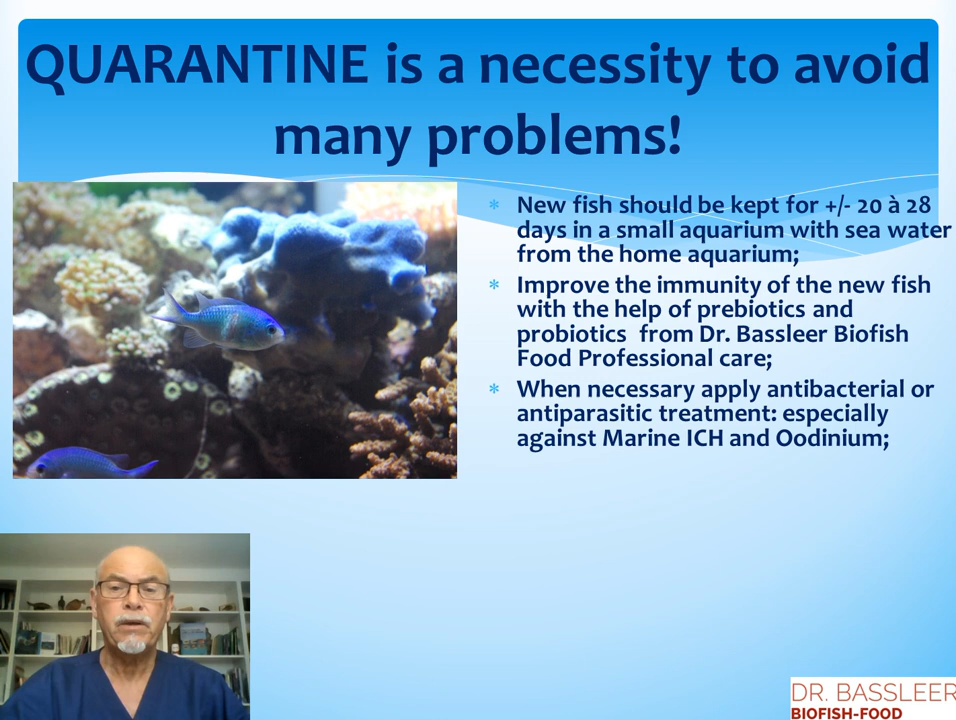 QUARANTINE is a necessity to avoid
many problems!
New fish should be kept for +/- 20 à 28
days in a small aquarium with sea water
from the home aquarium;
Improve the immunity of the new fish
with the help of prebiotics and
probiotics from Dr. Bassleer Biofish
Food Professional care;
When necessary apply antibacterial or
antiparasitic treatment: especially
against Marine ICH and Oodinium;
DR. BASSLEER
BIOFISH-FOOD